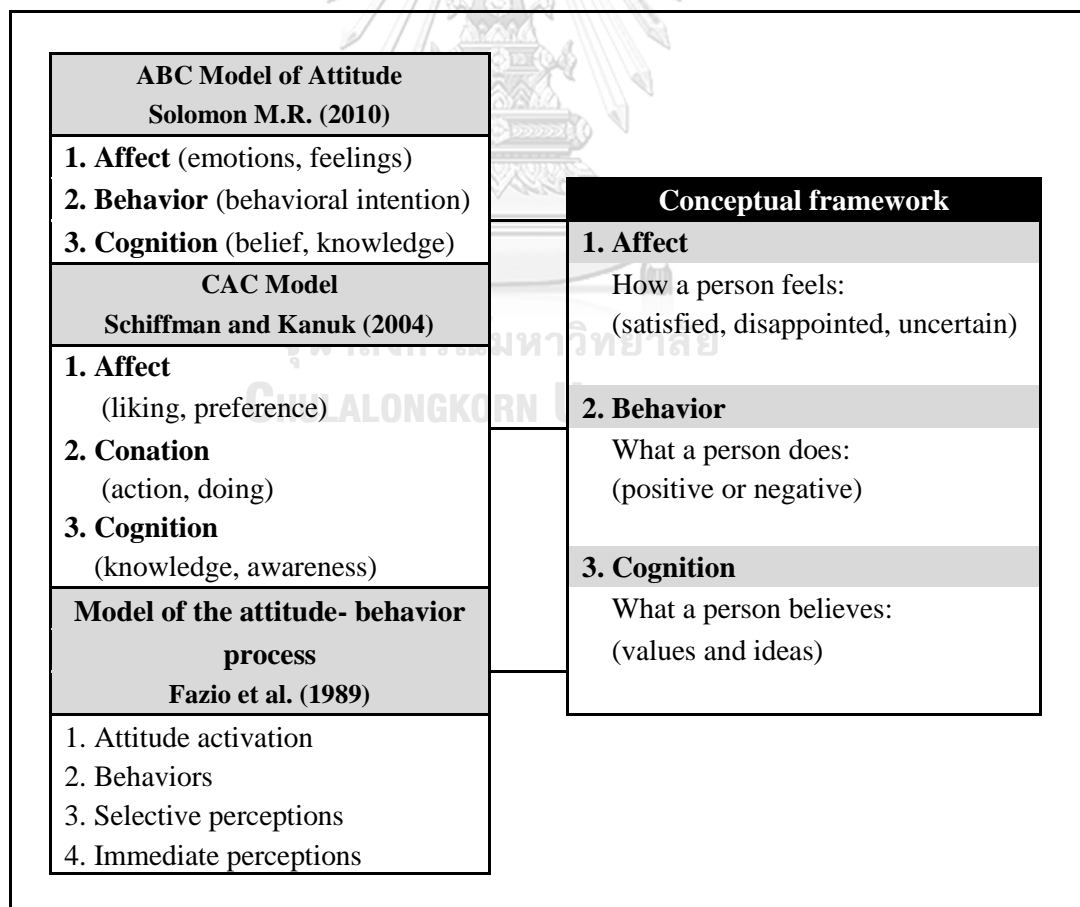 ABC Model of Attitude
Solomon M.R. (2010)
1. Affect (emotions, feelings)
2. Behavior (behavioral intention)
3. Cognition (belief, knowledge)
CAC Model
Schiffman and Kanuk (2004)
1. Affect
(liking, preference)
2. Conation
(action, doing)
3. Cognition
(knowledge, awareness)
Model of the attitude- behavior
process
Fazio et al. (1989)
1. Attitude activation
2. Behaviors
3. Selective perceptions
4. Immediate perceptions
Conceptual framework
1. Affect
How a person feels:
(satisfied, disappointed, uncertain)
2. Behavior
What a person does:
(positive or negative)
3. Cognition
What a person believes:
(values and ideas)
CHULALONGKORN